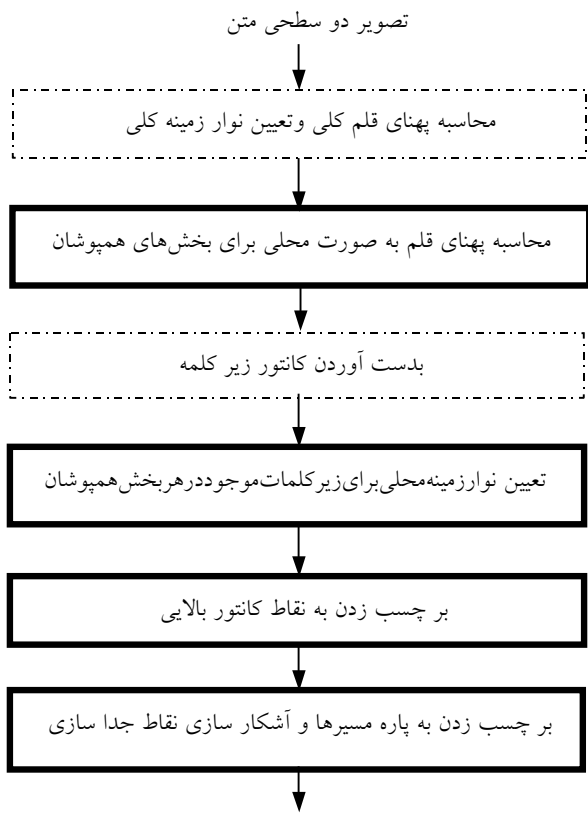 تصویر دو سطحی متن
محاسبه پهنای قلم کلی وتعیین نوار زمینه کلی
محاسبه پهنای قلم به صورت محلی برای بخش‌های همپوشان
بدست آوردن کانتور زیر کلمه
تعیین نوارزمینه‌محلی‌برای‌زیرکلمات‌موجوددرهربخش‌همپوشان
بر چسب زدن به نقاط کانتور بالایی
بر چسب زدن به پاره مسیرها و آشکار سازی نقاط جدا سازی